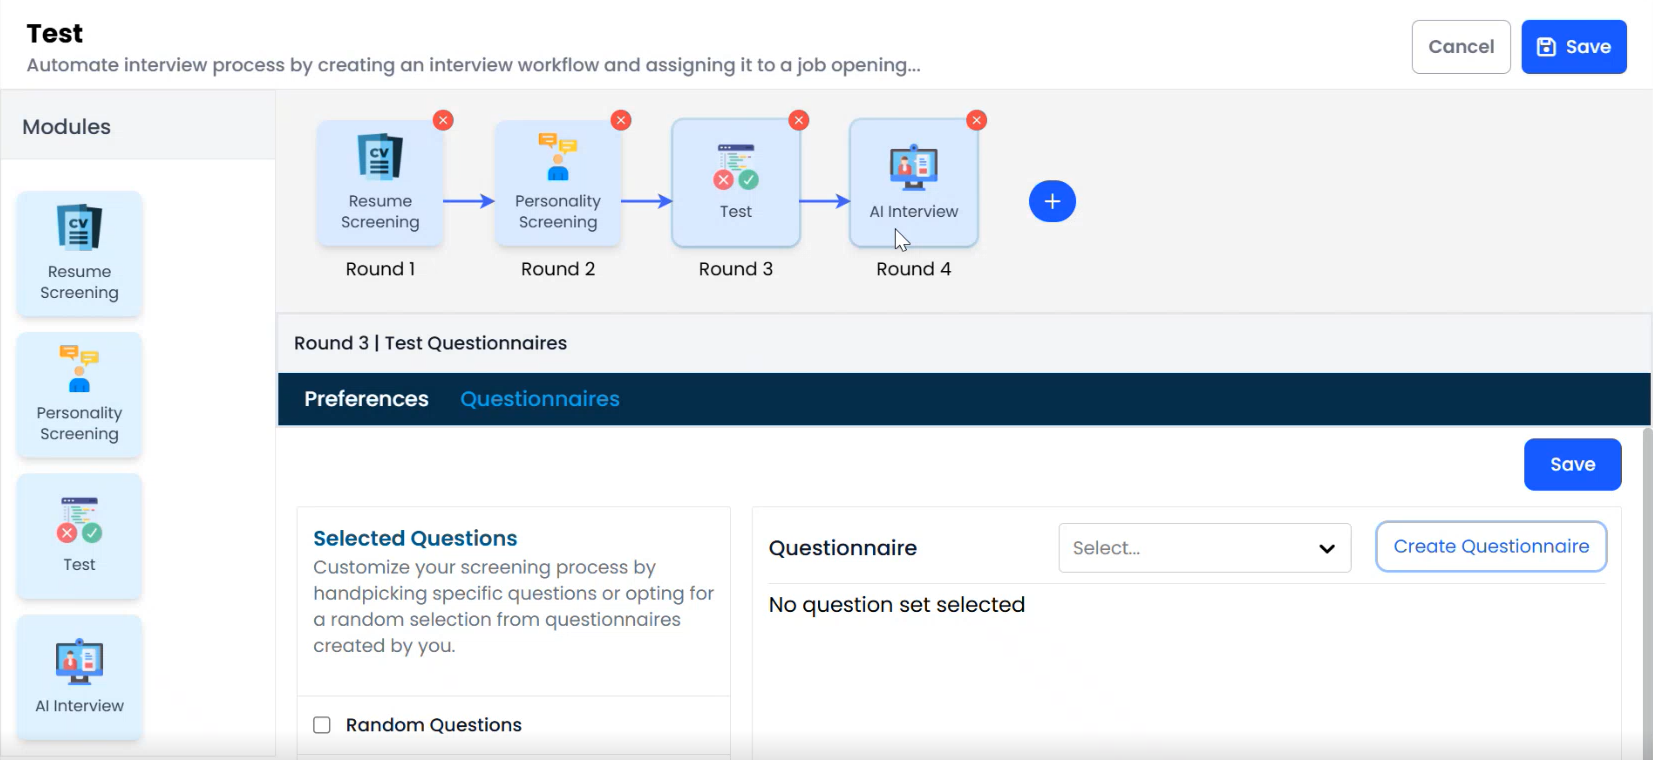 Test
Automate interview process by creating an interview workflow and assigning it to a job opening...
Cancel
Save
Modules
CV
Resume
Screening
Personality
Screening
Test
AI Interview
CV
Resume
Screening
Round 1
Personality
Screening
Round 2
Test
Round 3
AI Interview
Round 4
Round 3 | Test Questionnaires
Preferences
Questionnaires
Save
Selected Questions
Customize your screening process by
handpicking specific questions or opting for
a random selection from questionnaires
created by you.
Random Questions
Questionnaire
Select...
Create Questionnaire
No question set selected